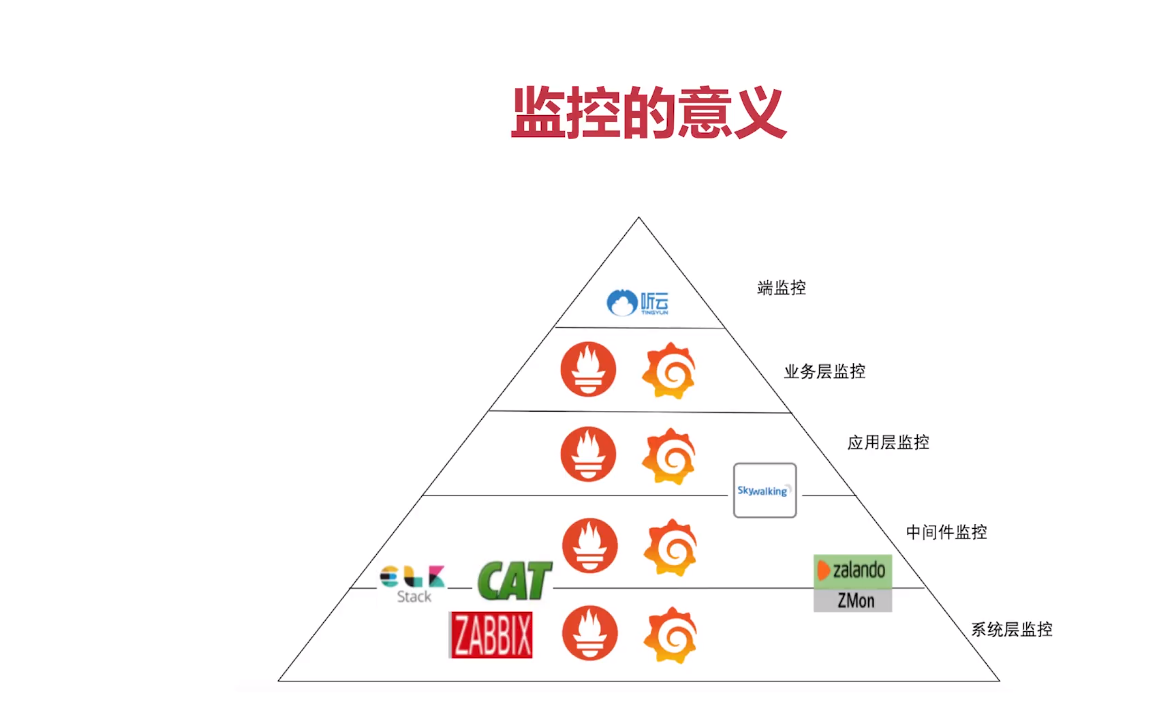 监控的意义
听云
TINGYUN
端监控
业务层监控
应用层监控
Skywalking
中间件监控
ELK
Stack
CAT
zalando
ZMon
ZABBIX
系统层监控